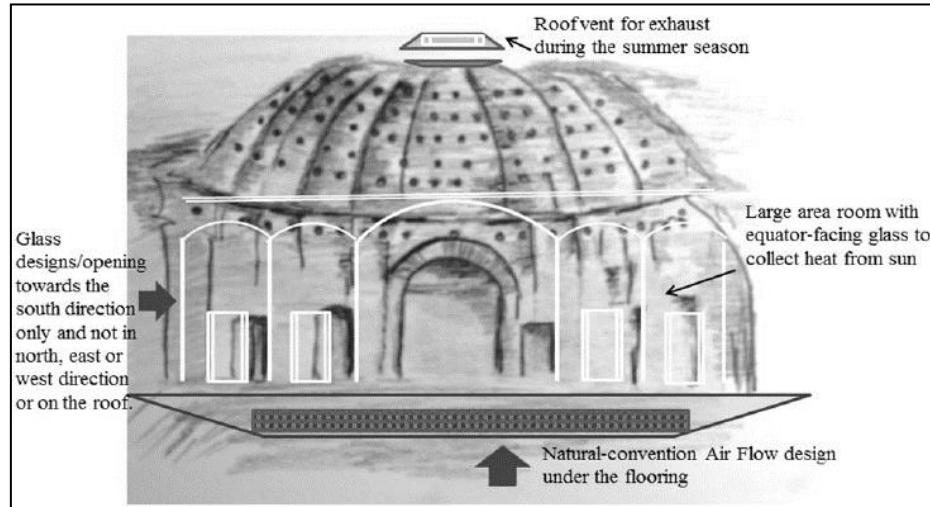 Roof vent for exhaust
during the summer season
Large area room with
equator-facing glass to
collect heat from sun
Glass
designs/opening
towards the
south direction
only and not in
north, east or
west direction
or on the roof.
Natural-convention Air Flow design
under the flooring